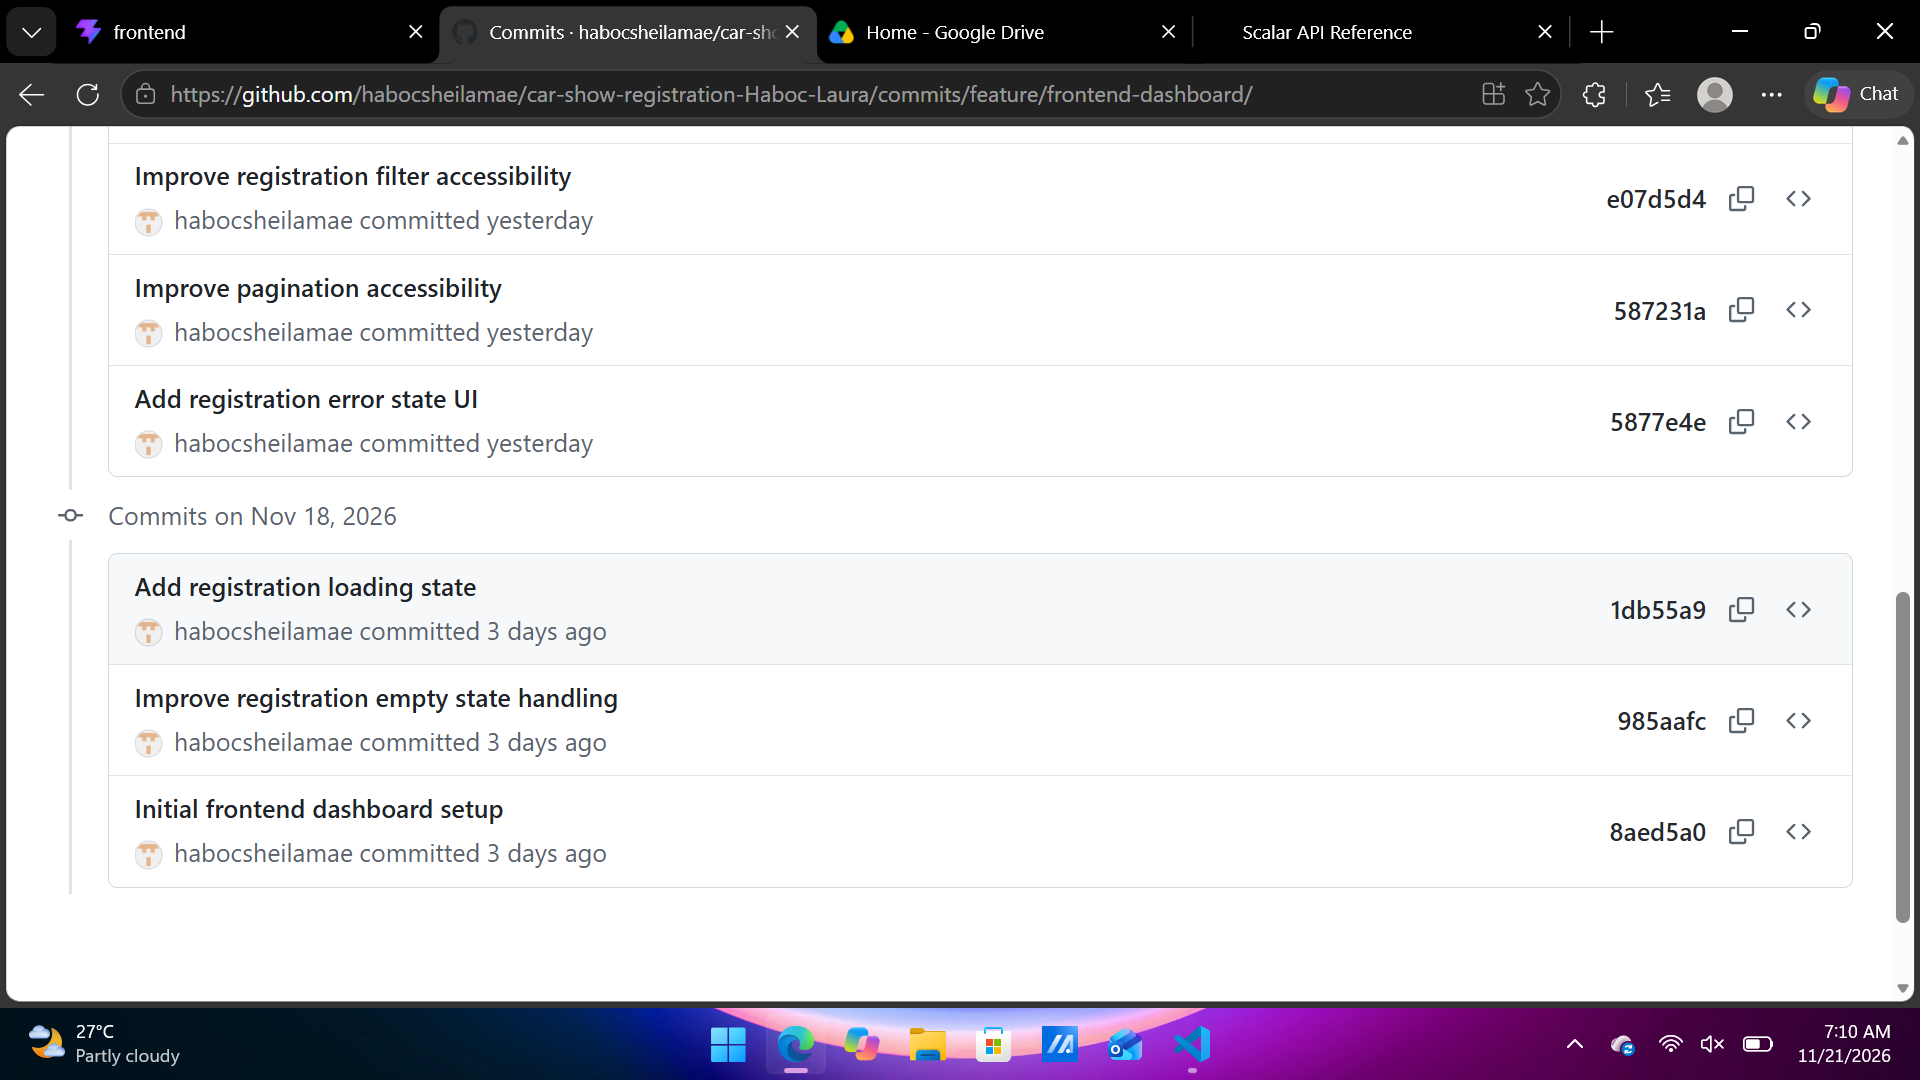 frontend
Commits · habocsheilamae/car-sho
Home - Google Drive
Scalar API Reference
https://github.com/habocsheilamae/car-show-registration-Haboc-Laura/commits/feature/frontend-dashboard/
Chat
Improve registration filter accessibility
habocsheilamae committed yesterday
e07d5d4
Improve pagination accessibility
habocsheilamae committed yesterday
587231a
Add registration error state UI
habocsheilamae committed yesterday
5877e4e
Commits on Nov 18, 2026
Add registration loading state
habocsheilamae committed 3 days ago
1db55a9
Improve registration empty state handling
habocsheilamae committed 3 days ago
985aafc
Initial frontend dashboard setup
habocsheilamae committed 3 days ago
8aed5a0
27°C
Partly cloudy
7:10 AM
11/21/2026